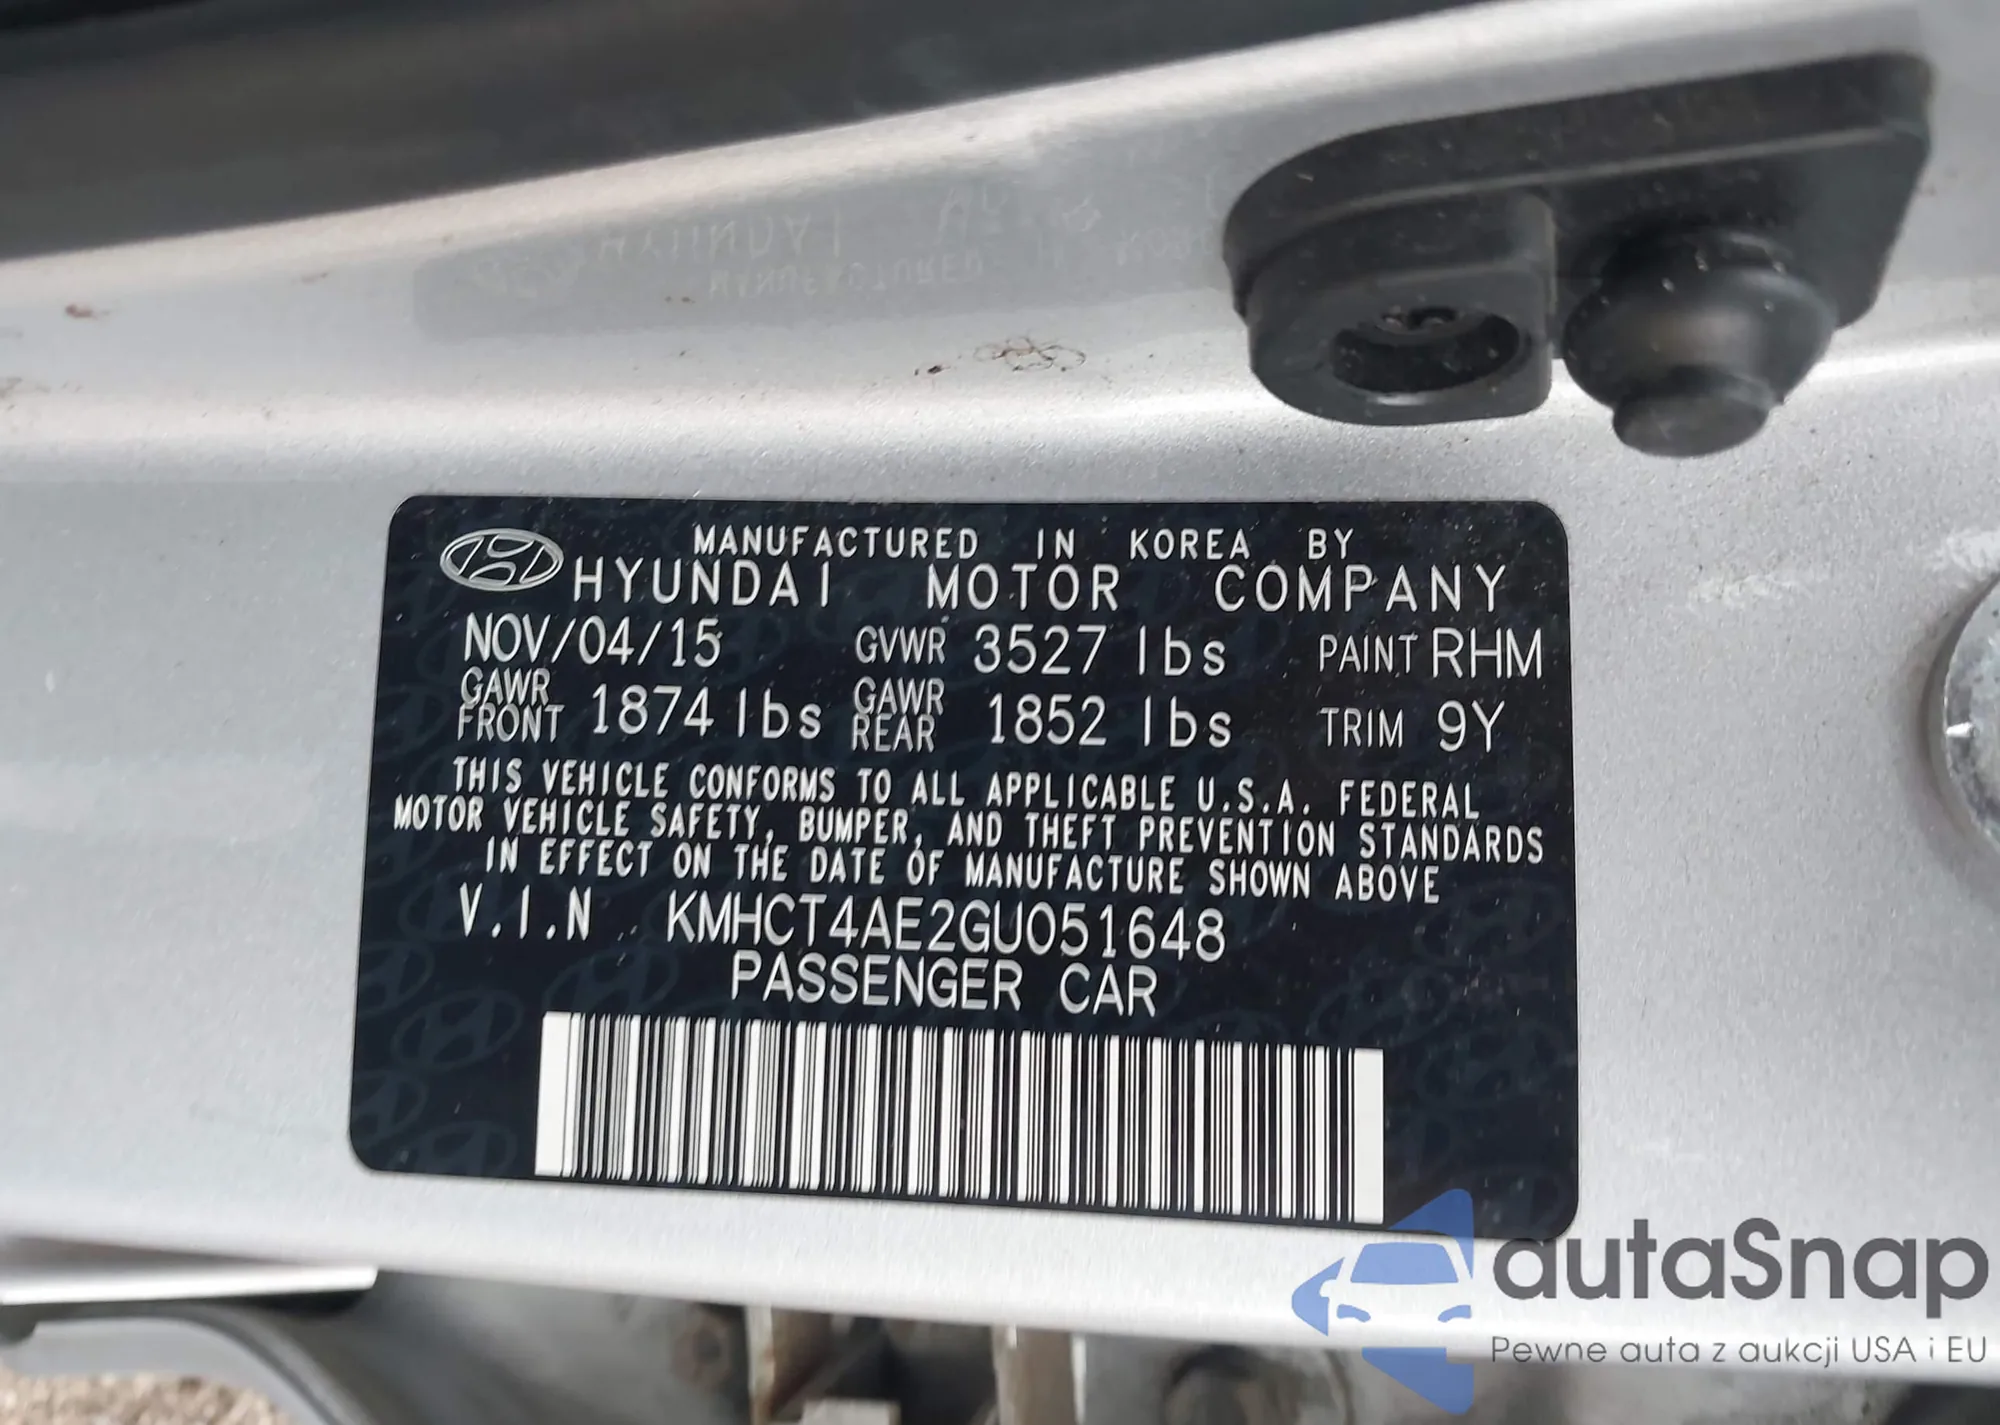 MANUFACTURED IN KOREA BY
HYUNDAI MOTOR COMPANY
NOV/04/15 GVWR 3527 lbs PAINT RHM
GAWR FRONT 1874 lbs GAWR REAR 1852 lbs TRIM 9Y
THIS VEHICLE CONFORMS TO ALL APPLICABLE U.S.A. FEDERAL
MOTOR VEHICLE SAFETY, BUMPER, AND THEFT PREVENTION STANDARDS
IN EFFECT ON THE DATE OF MANUFACTURE SHOWN ABOVE
V.I.N KMHCT4AE2GU051648
PASSENGER CAR
autaSnap
Pewne auta z aukcji USA i EU